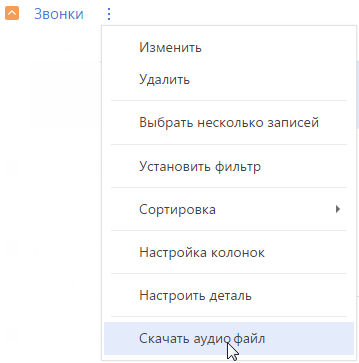 Звонки
Изменить
Удалить
Выбрать несколько записей
Установить фильтр
Сортировка
Настройка колонок
Настроить деталь
Скачать аудио файл